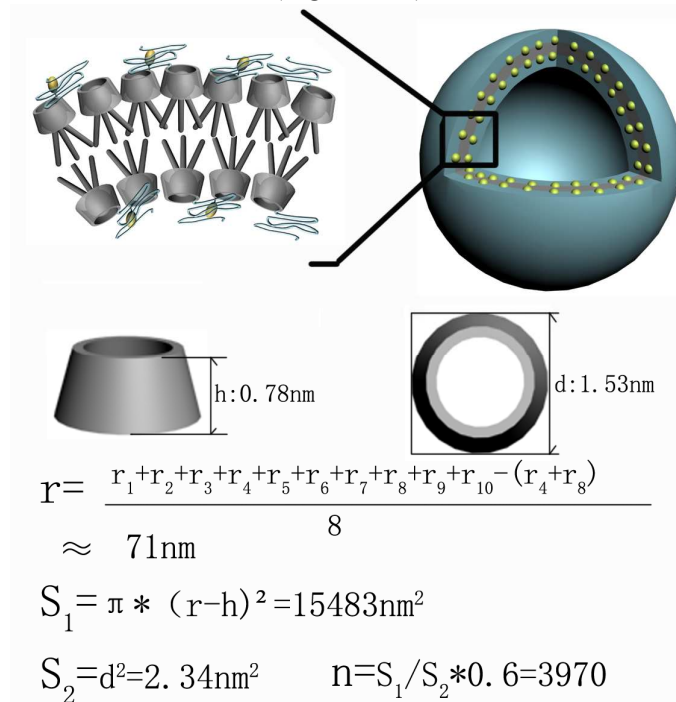 h:0.78nm
d:1.53nm
r= r₁+r₂+r₃+r₄+r₅+r₆+r₇+r₈+r₉+r₁₀-(r₄+r₈)
8
≈ 71nm
S₁=π* (r-h)²=15483nm²
S₂=d²=2.34nm² n=S₁/S₂*0.6=3970